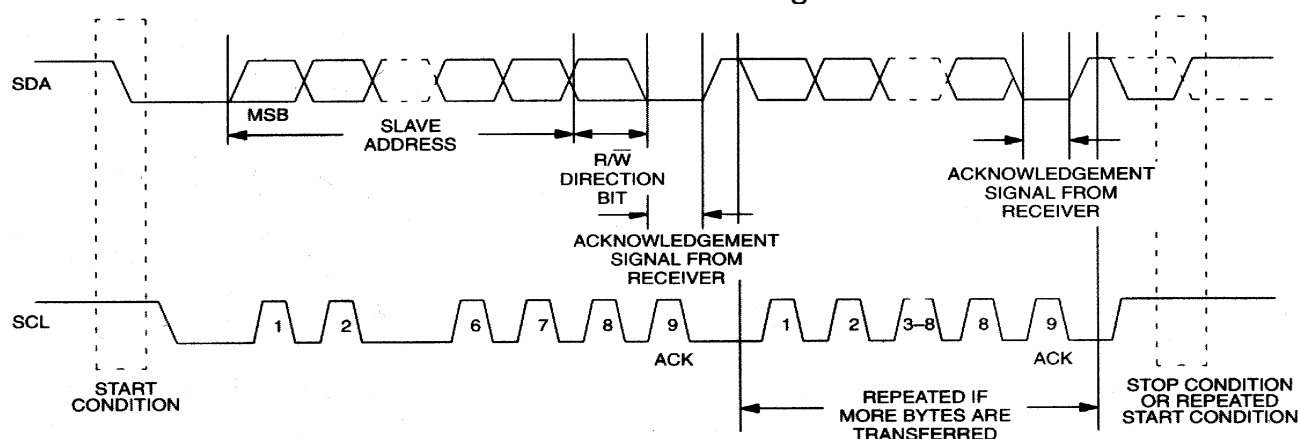 SDA
MSB
SLAVE
ADDRESS
R/W̅
DIRECTION
BIT
ACKNOWLEDGEMENT
SIGNAL FROM
RECEIVER
ACKNOWLEDGEMENT
SIGNAL FROM
RECEIVER
SCL
1 2 6 7 8 9 1 2 3–8 8 9
ACK
ACK
START
CONDITION
REPEATED IF
MORE BYTES ARE
TRANSFERRED
STOP CONDITION
OR REPEATED
START CONDITION